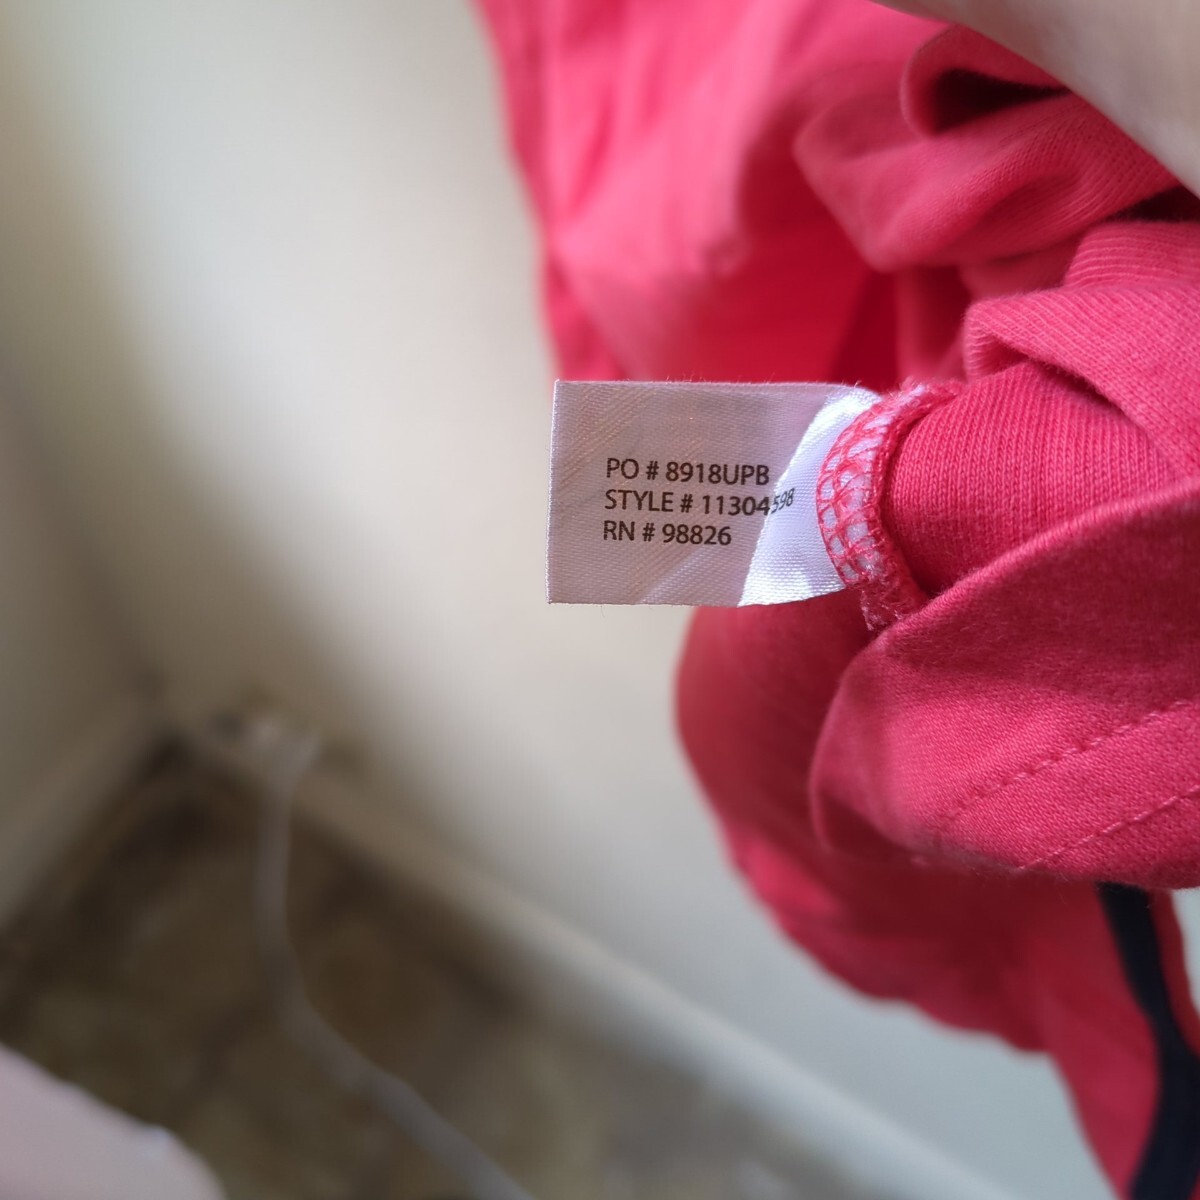 PO # 8918UPB
STYLE # 11304598
RN # 98826